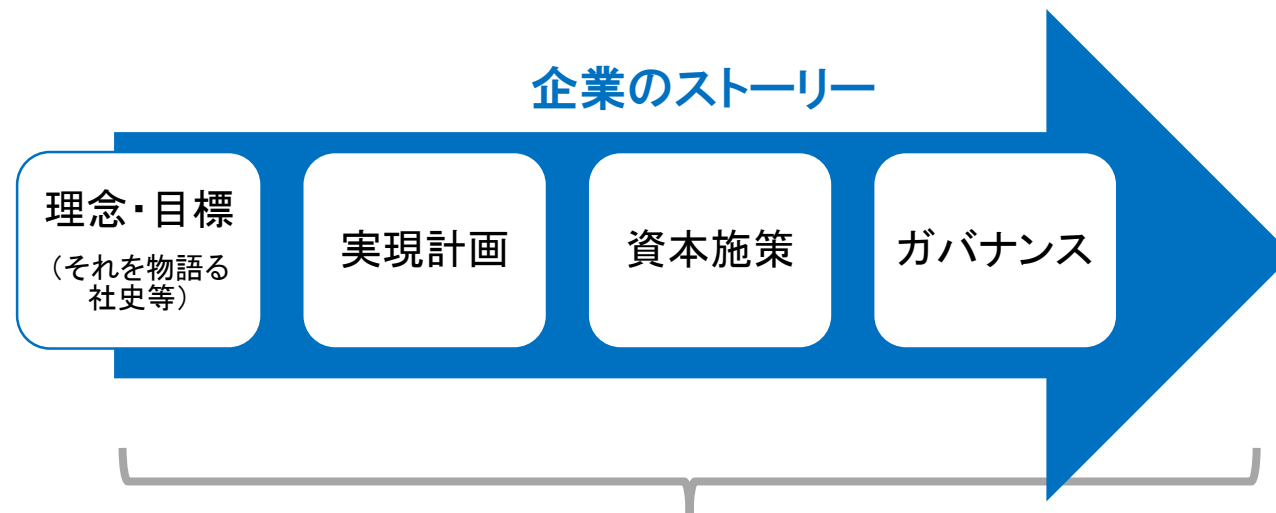 企業のストーリー
理念・目標
（それを物語る
社史等）
実現計画
資本施策
ガバナンス